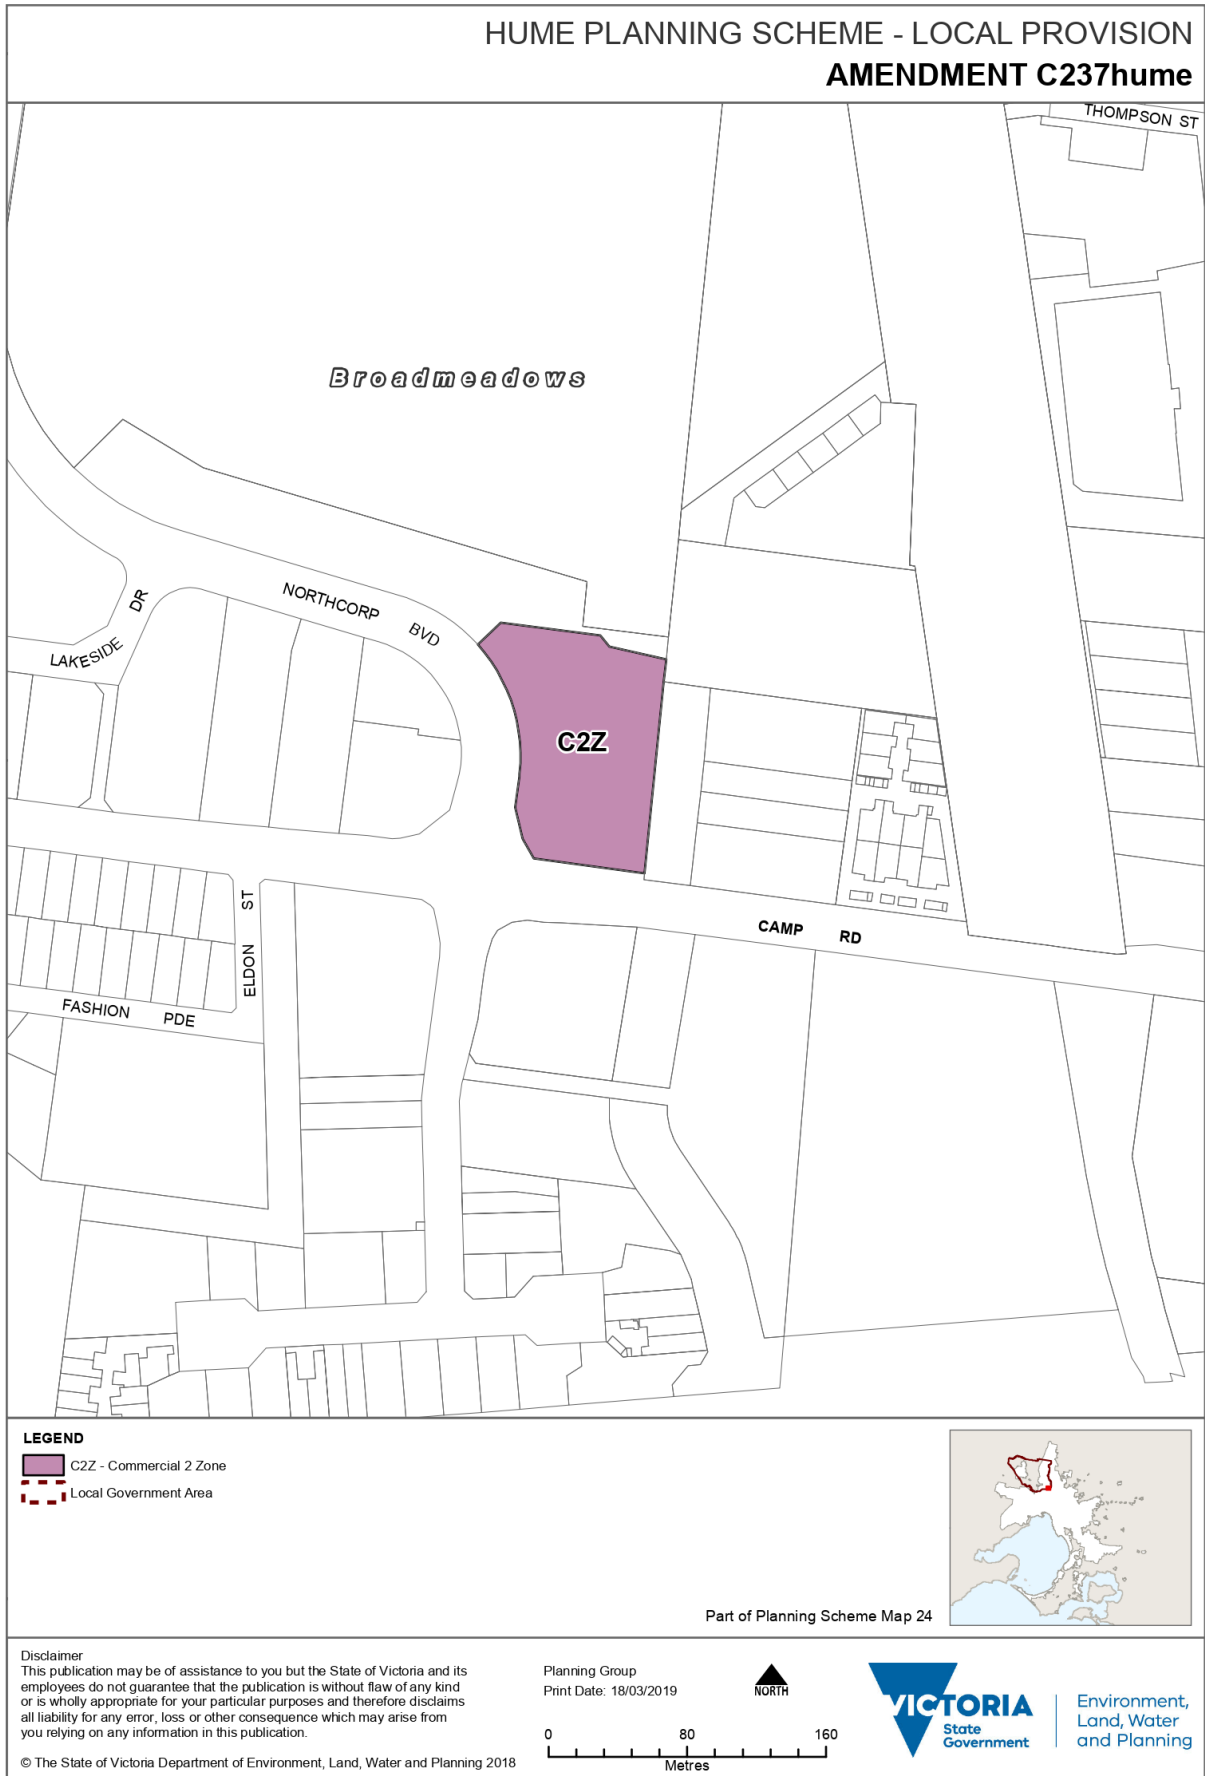 HUME PLANNING SCHEME - LOCAL PROVISION
AMENDMENT C237hume
THOMPSON ST
Broadmeadows
NORTHCORP BVD
LAKESIDE DR
C2Z
ELDON ST
CAMP RD
FASHION PDE
LEGEND
C2Z - Commercial 2 Zone
Local Government Area
Part of Planning Scheme Map 24
Disclaimer
This publication may be of assistance to you but the State of Victoria and its
employees do not guarantee that the publication is without flaw of any kind
or is wholly appropriate for your particular purposes and therefore disclaims
all liability for any error, loss or other consequence which may arise from
you relying on any information in this publication.
© The State of Victoria Department of Environment, Land, Water and Planning 2018
Planning Group
Print Date: 18/03/2019
NORTH
0 80 160
Metres
VICTORIA
State
Government
Environment,
Land, Water
and Planning